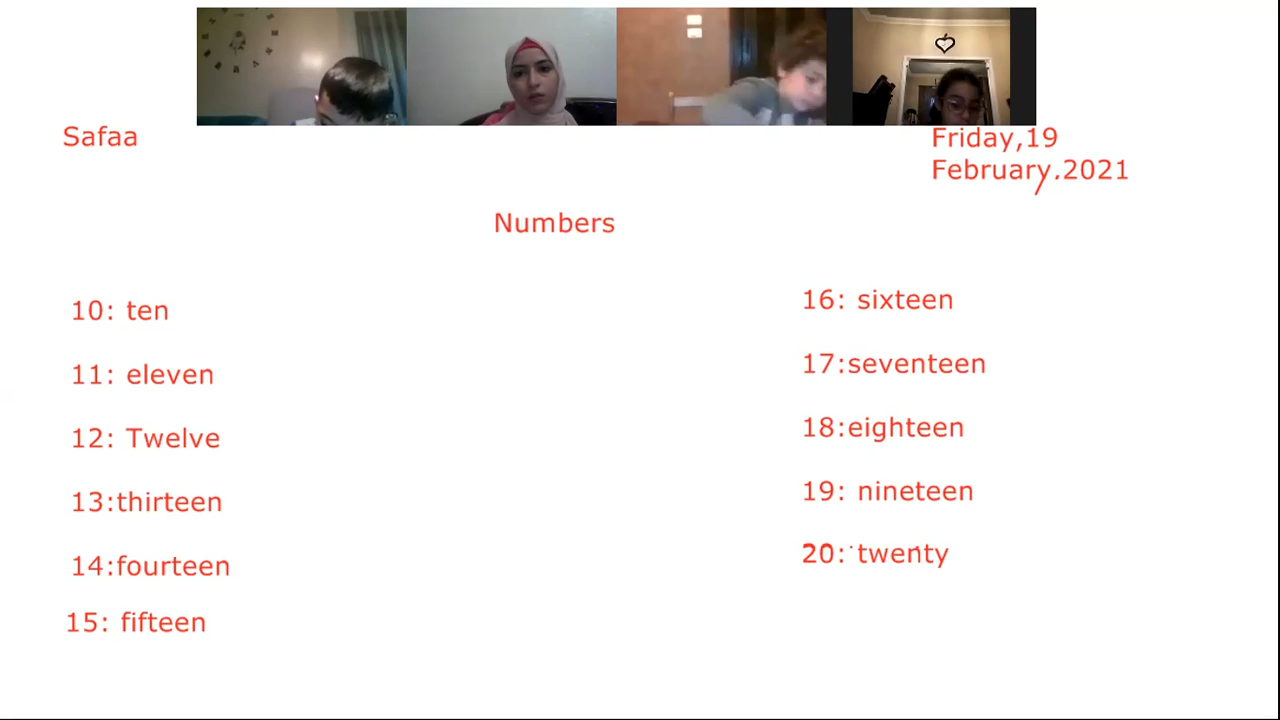 Safaa
Friday,19
February.2021
Numbers
10: ten
11: eleven
12: Twelve
13:thirteen
14:fourteen
15: fifteen
16: sixteen
17:seventeen
18:eighteen
19: nineteen
20: twenty